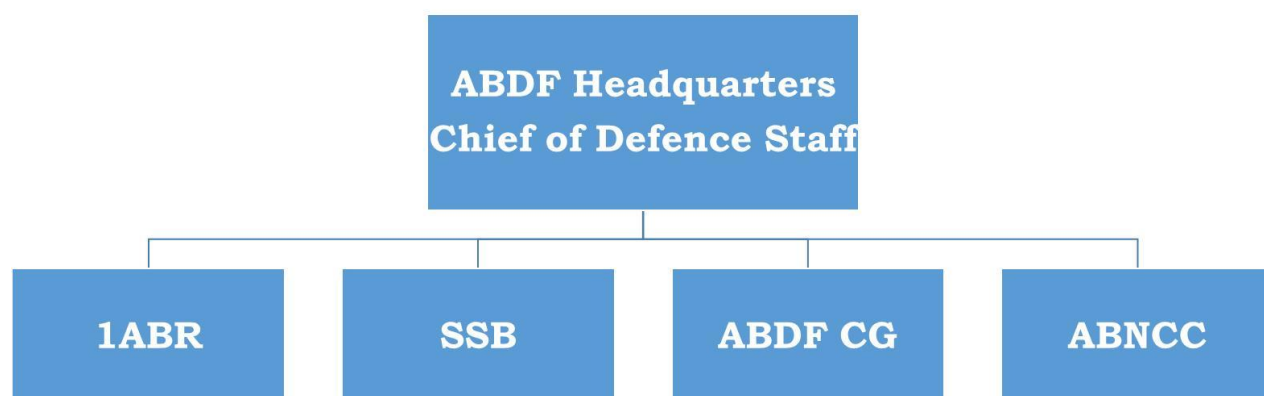 ABDF Headquarters
Chief of Defence Staff
1ABR
SSB
ABDF CG
ABNCC